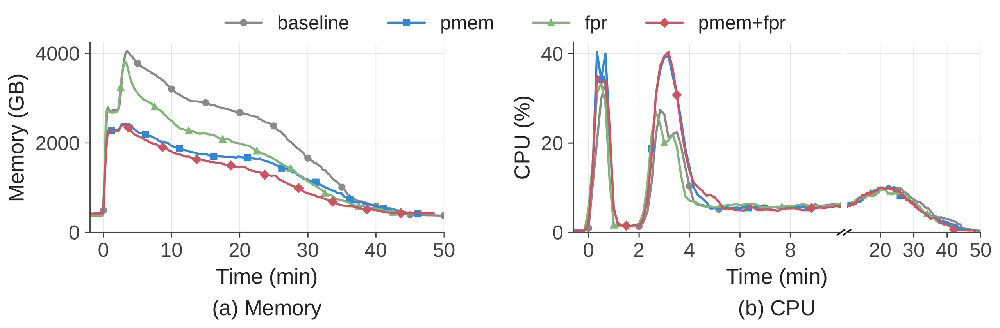 baseline pmem fpr pmem+fpr
Memory (GB)
4000
2000
0
0 10 20 30 40 50
Time (min)
(a) Memory
CPU (%)
40
20
0
0 2 4 6 8 20 30 40 50
Time (min)
(b) CPU